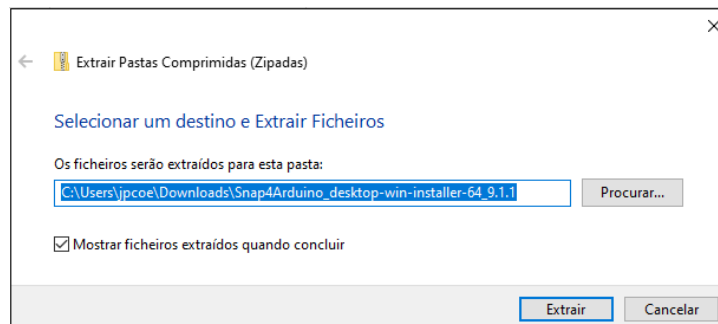 Extrair Pastas Comprimidas (Zipadas)
Selecionar um destino e Extrair Ficheiros
Os ficheiros serão extraídos para esta pasta:
C:\Users\jpcoe\Downloads\Snap4Arduino_desktop-win-installer-64_9.1.1
Procurar...
Mostrar ficheiros extraídos quando concluir
Extrair
Cancelar